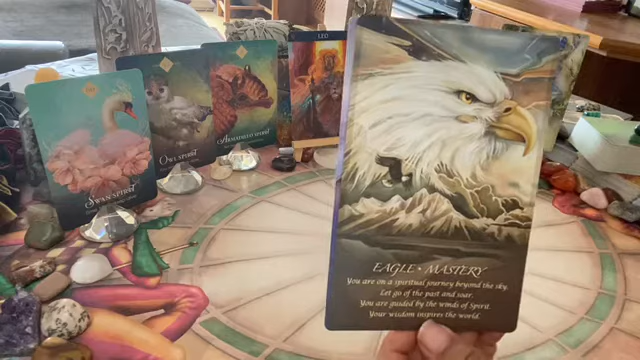 LEO
OWL SPIRIT
ARMADILLO SPIRIT
SWAN SPIRIT
EAGLE • MASTERY
You are on a spiritual journey beyond the sky.
Let go of the past and soar.
You are guided by the winds of Spirit.
Your wisdom inspires the world.